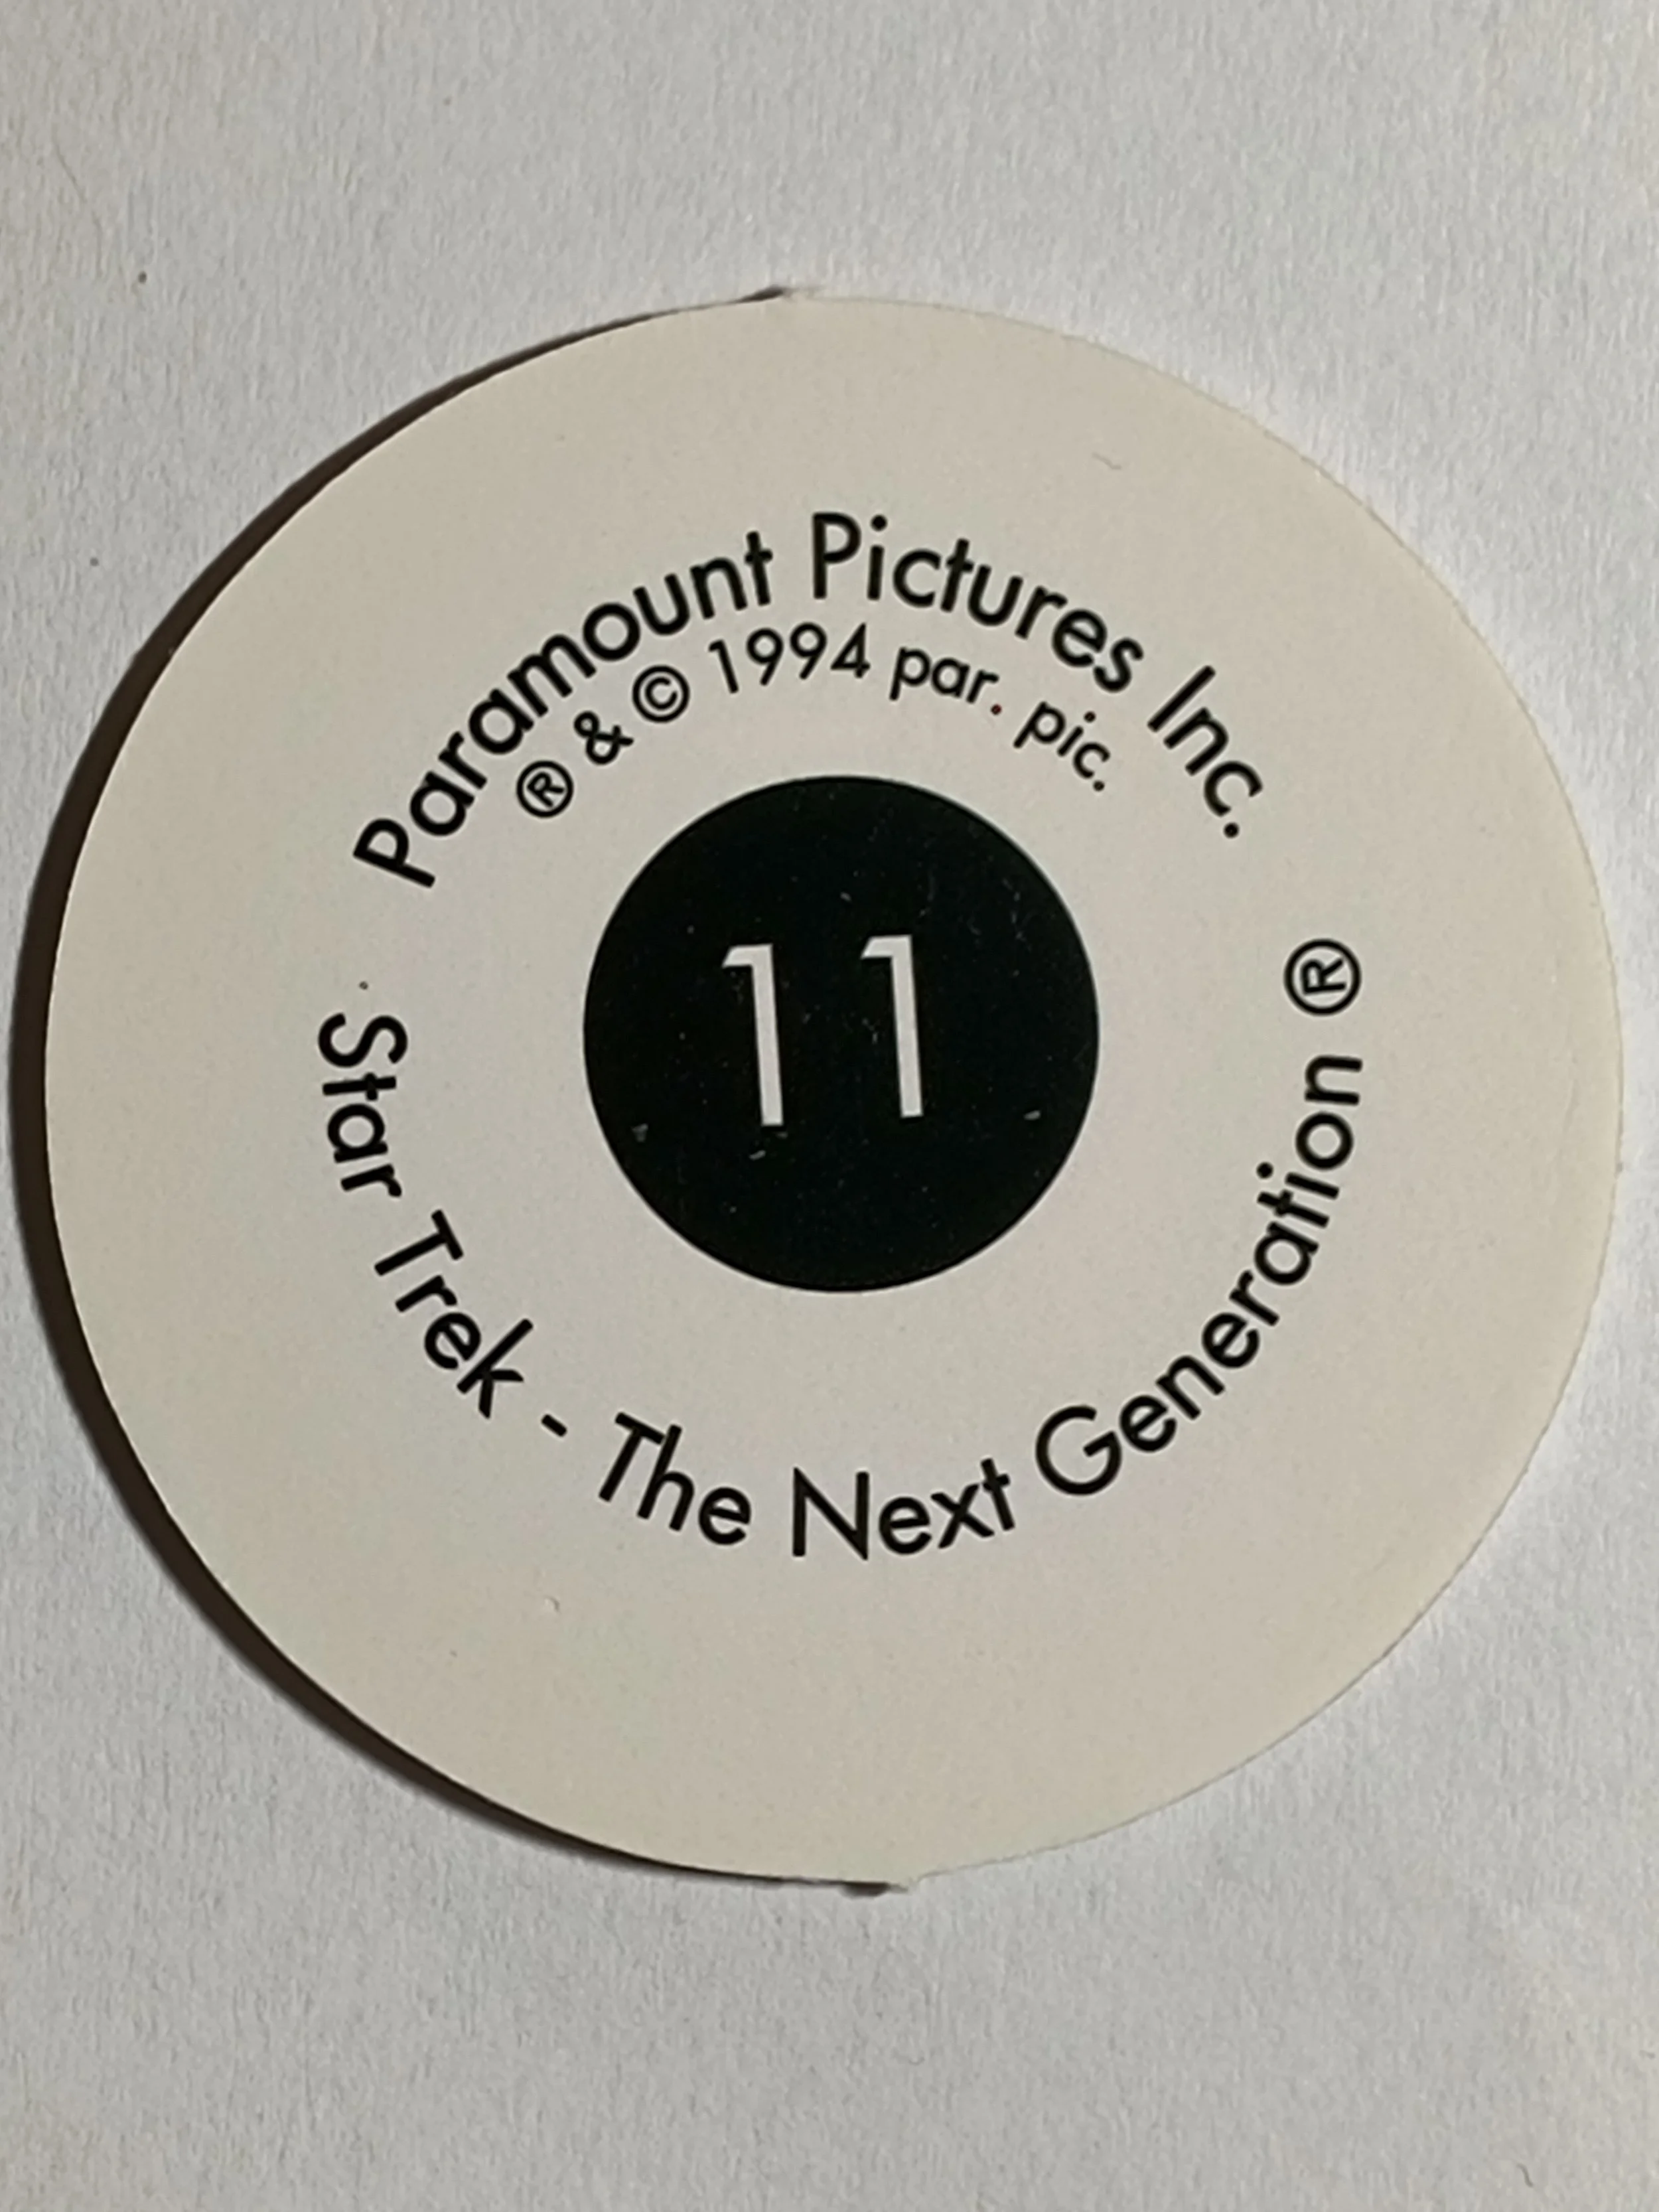 Paramount Pictures Inc.
® & © 1994 par. pic.
11
Star Trek - The Next Generation ®